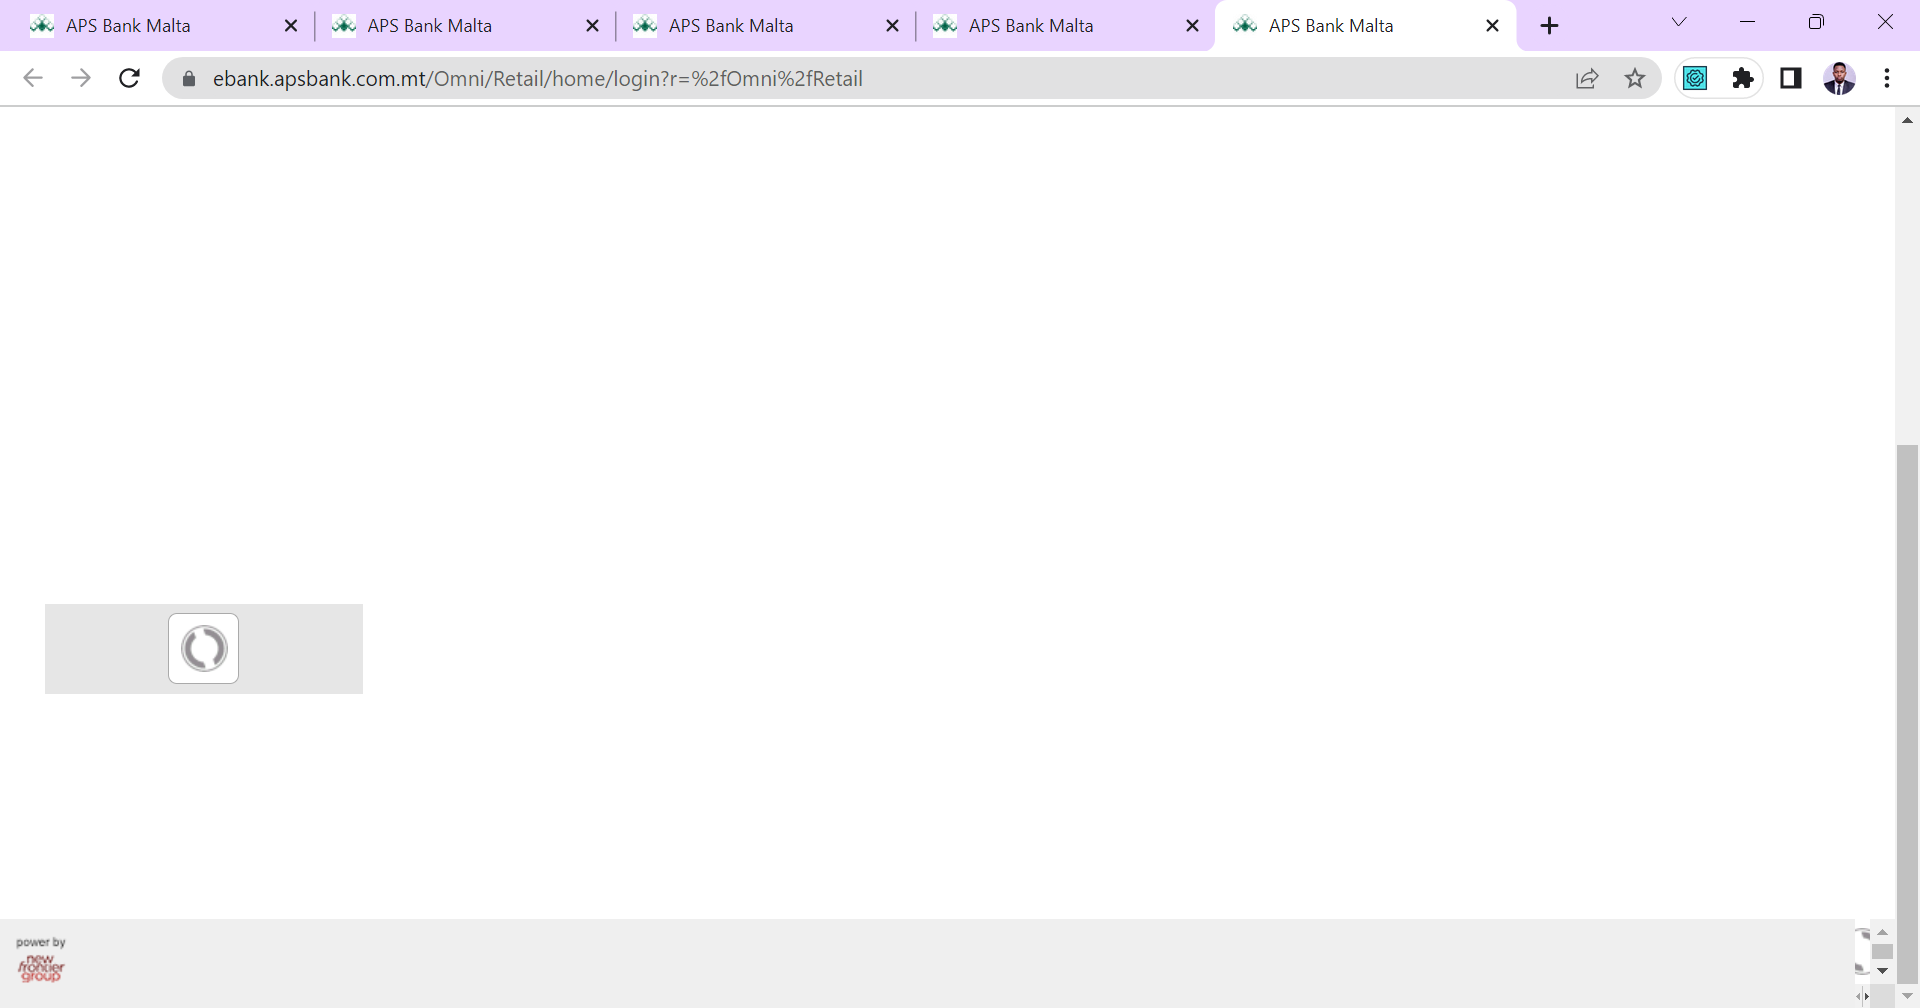 APS Bank Malta
APS Bank Malta
APS Bank Malta
APS Bank Malta
APS Bank Malta
ebank.apsbank.com.mt/Omni/Retail/home/login?r=%2fOmni%2fRetail
power by
new
frontier
group